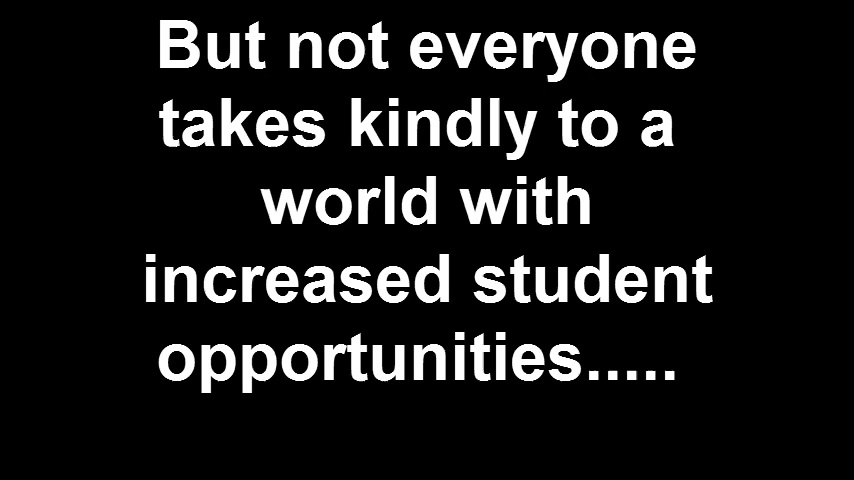 But not everyone
takes kindly to a
world with
increased student
opportunities.....